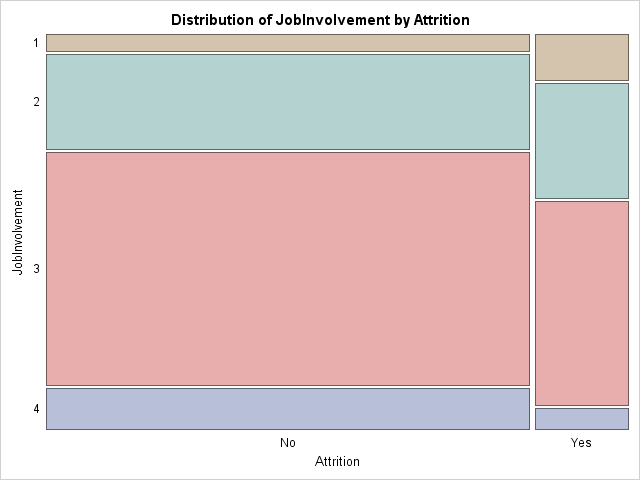 Distribution of JobInvolvement by Attrition
1
2
3
4
JobInvolvement
No Yes
Attrition